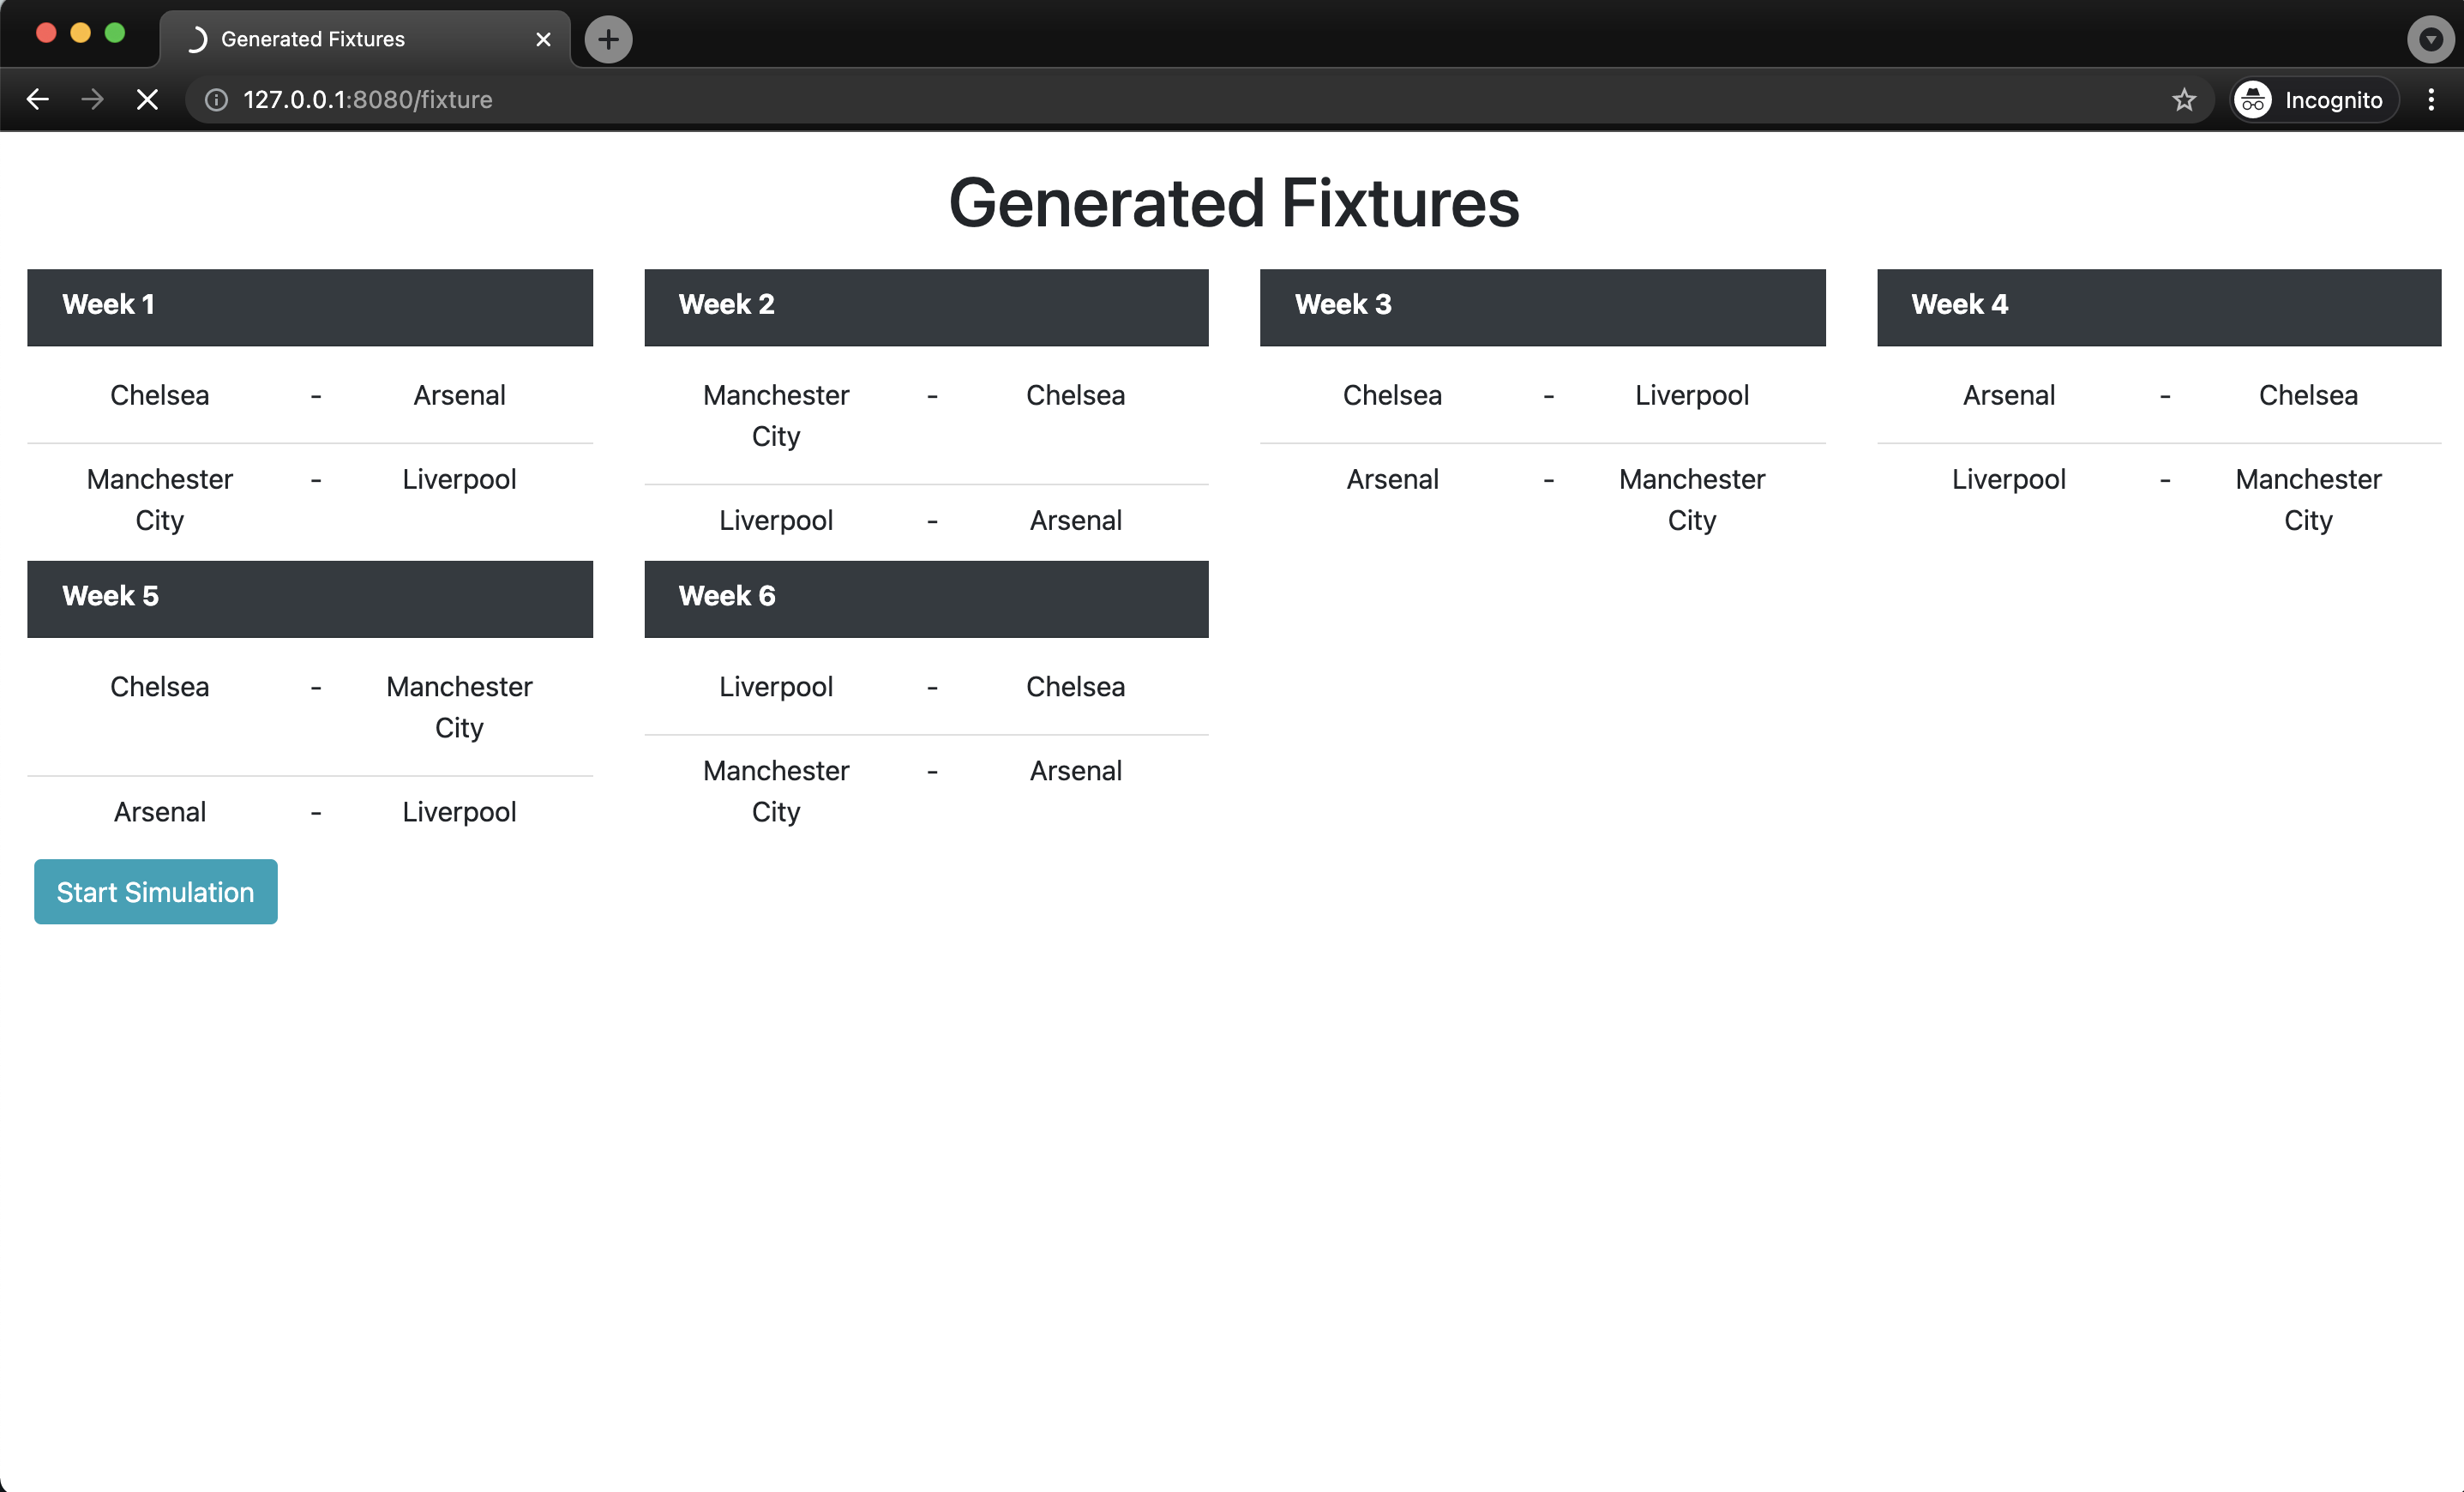 Generated Fixtures
127.0.0.1:8080/fixture
Incognito
Generated Fixtures
Week 1
Chelsea - Arsenal
Manchester - Liverpool
City
Week 2
Manchester - Chelsea
City
Liverpool - Arsenal
Week 3
Chelsea - Liverpool
Arsenal - Manchester
City
Week 4
Arsenal - Chelsea
Liverpool - Manchester
City
Week 5
Chelsea - Manchester
City
Arsenal - Liverpool
Week 6
Liverpool - Chelsea
Manchester - Arsenal
City
Start Simulation